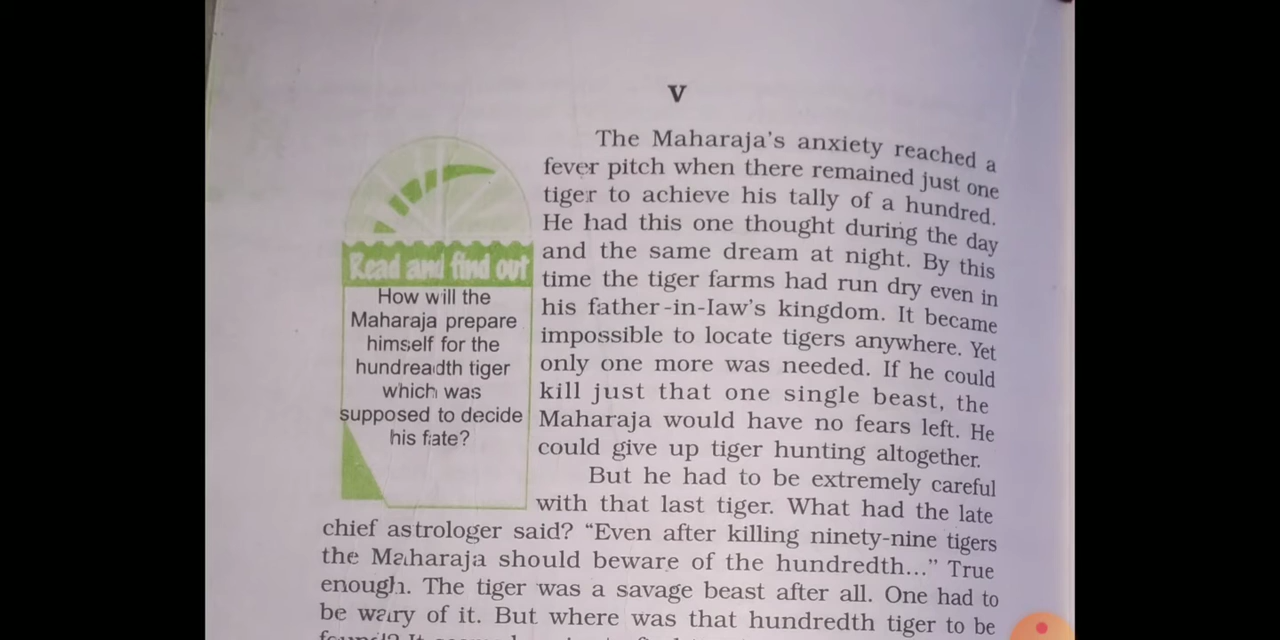 V
The Maharaja's anxiety reached a
fever pitch when there remained just one
tiger to achieve his tally of a hundred.
He had this one thought during the day
and the same dream at night. By this
time the tiger farms had run dry even in
his father-in-law's kingdom. It became
impossible to locate tigers anywhere. Yet
only one more was needed. If he could
kill just that one single beast, the
Maharaja would have no fears left. He
could give up tiger hunting altogether.
Read and find out
How will the
Maharaja prepare
himself for the
hundreadth tiger
which was
supposed to decide
his fate?
But he had to be extremely careful
with that last tiger. What had the late
chief astrologer said? “Even after killing ninety-nine tigers
the Maharaja should beware of the hundredth...” True
enough. The tiger was a savage beast after all. One had to
be wary of it. But where was that hundredth tiger to be